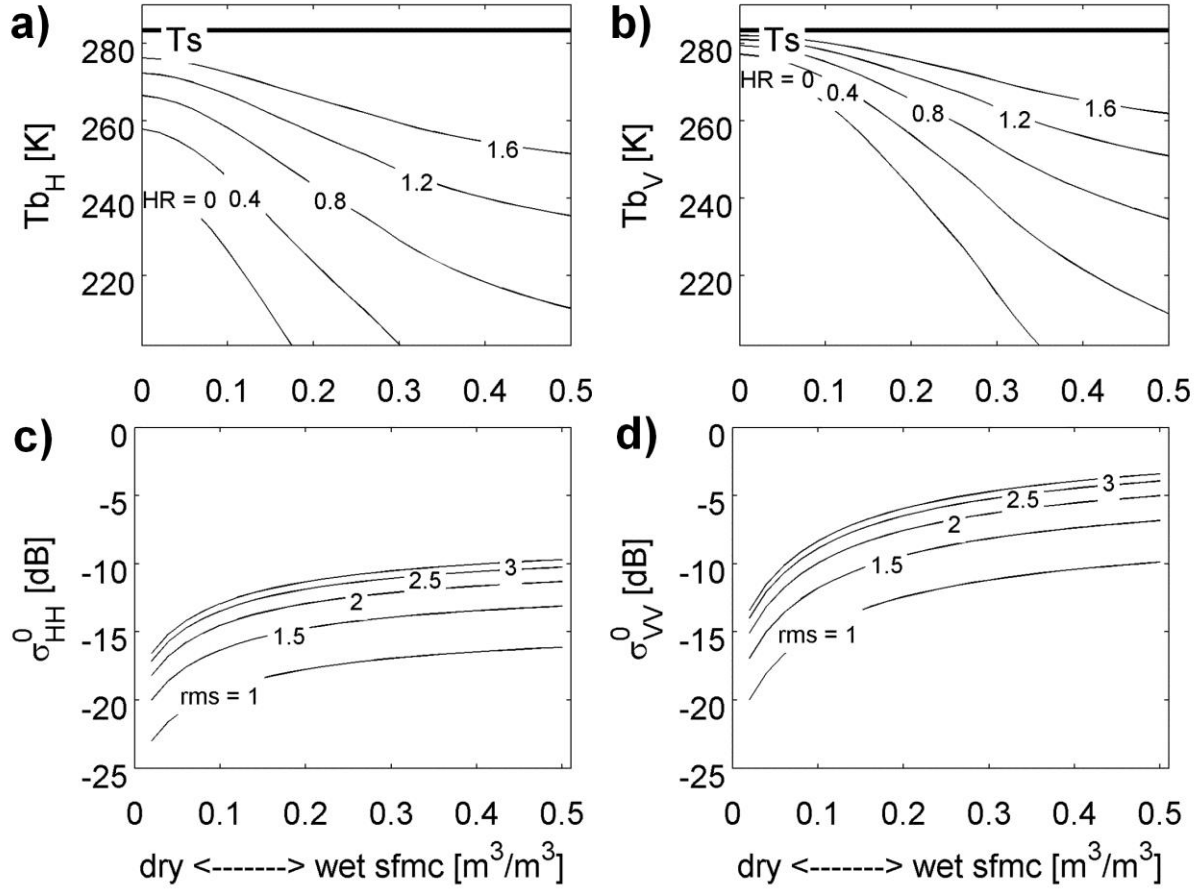 a)
Tb_H [K]
280
260
240
220
Ts
HR = 0
0.4
0.8
1.2
1.6
0 0.1 0.2 0.3 0.4 0.5
b)
Tb_V [K]
280
260
240
220
Ts
HR = 0
0.4
0.8
1.2
1.6
0 0.1 0.2 0.3 0.4 0.5
c)
σ⁰_HH [dB]
0
-5
-10
-15
-20
-25
rms = 1
1.5
2
2.5
3
0 0.1 0.2 0.3 0.4 0.5
dry <-------> wet sfmc [m³/m³]
d)
σ⁰_VV [dB]
0
-5
-10
-15
-20
-25
rms = 1
1.5
2
2.5
3
0 0.1 0.2 0.3 0.4 0.5
dry <-------> wet sfmc [m³/m³]